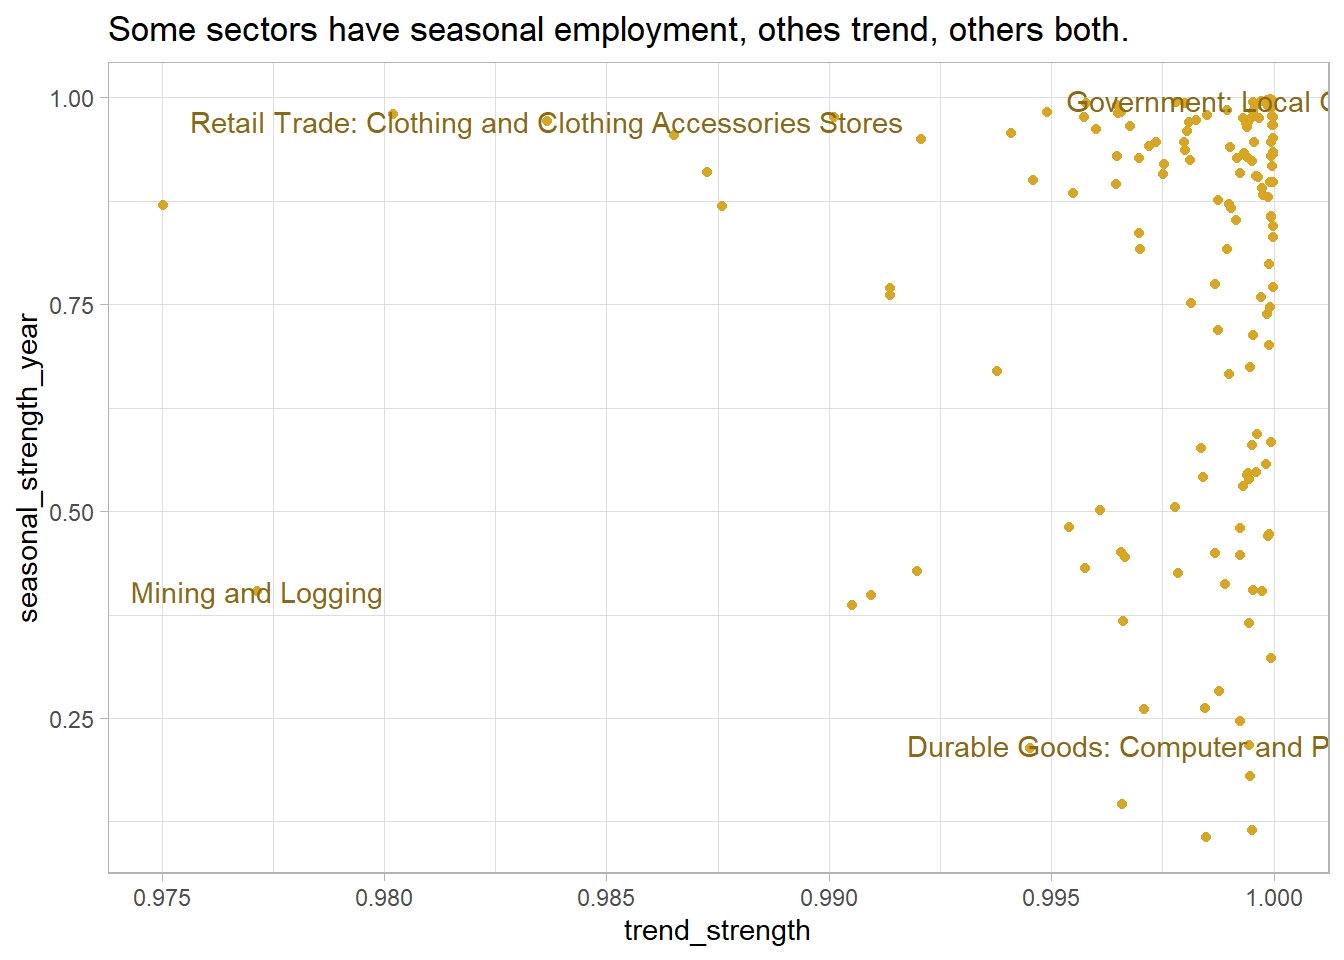 Some sectors have seasonal employment, othes trend, others both.
1.00
0.75
0.50
0.25
seasonal_strength_year
Government: Local G
Retail Trade: Clothing and Clothing Accessories Stores
Mining and Logging
Durable Goods: Computer and P
0.975 0.980 0.985 0.990 0.995 1.000
trend_strength